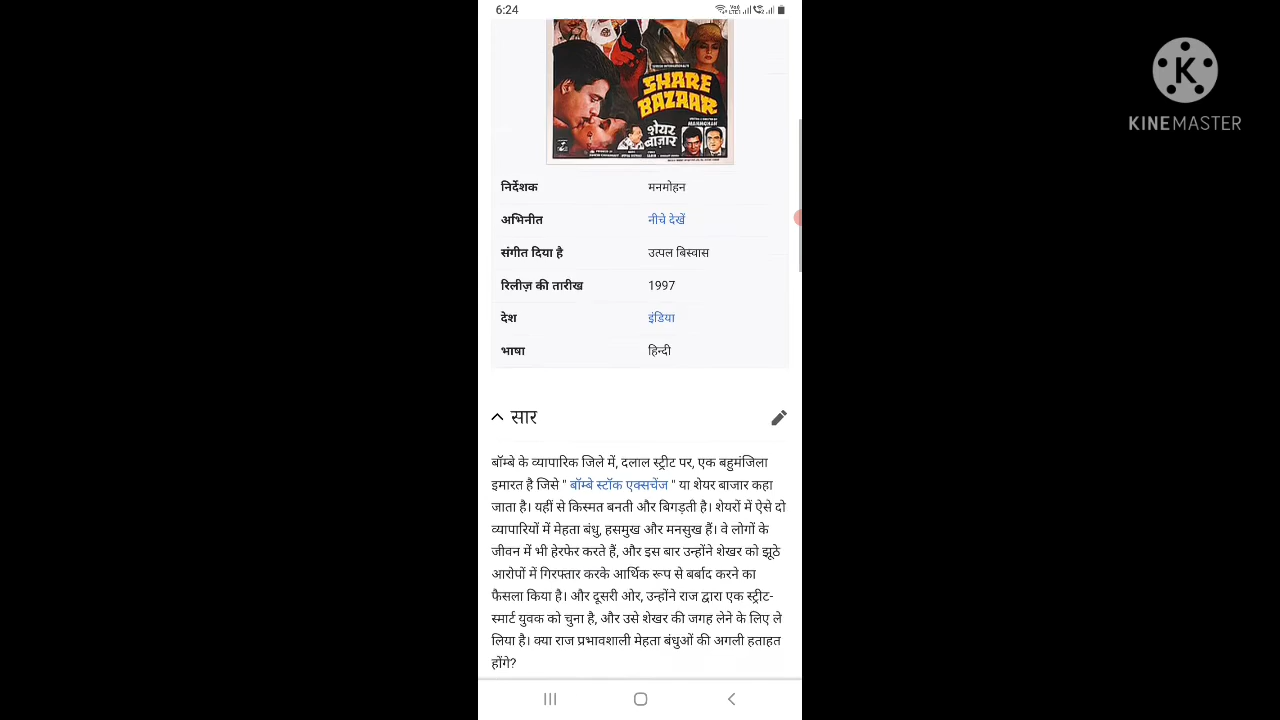 6:24
SHARE
BAZAAR
MANMOHAN
शेयर
बाज़ार
KINEMASTER
निर्देशक मनमोहन
अभिनीत नीचे देखें
संगीत दिया है उत्पल बिस्वास
रिलीज़ की तारीख 1997
देश इंडिया
भाषा हिन्दी
सार
बॉम्बे के व्यापारिक जिले में, दलाल स्ट्रीट पर, एक बहुमंजिला
इमारत है जिसे " बॉम्बे स्टॉक एक्सचेंज " या शेयर बाजार कहा
जाता है। यहीं से किस्मत बनती और बिगड़ती है। शेयरों में ऐसे दो
व्यापारियों में मेहता बंधु, हसमुख और मनसुख हैं। वे लोगों के
जीवन में भी हेरफेर करते हैं, और इस बार उन्होंने शेखर को झूठे
आरोपों में गिरफ्तार करके आर्थिक रूप से बर्बाद करने का
फैसला किया है। और दूसरी ओर, उन्होंने राज द्वारा एक स्ट्रीट-
स्मार्ट युवक को चुना है, और उसे शेखर की जगह लेने के लिए ले
लिया है। क्या राज प्रभावशाली मेहता बंधुओं की अगली हताहत
होंगे?